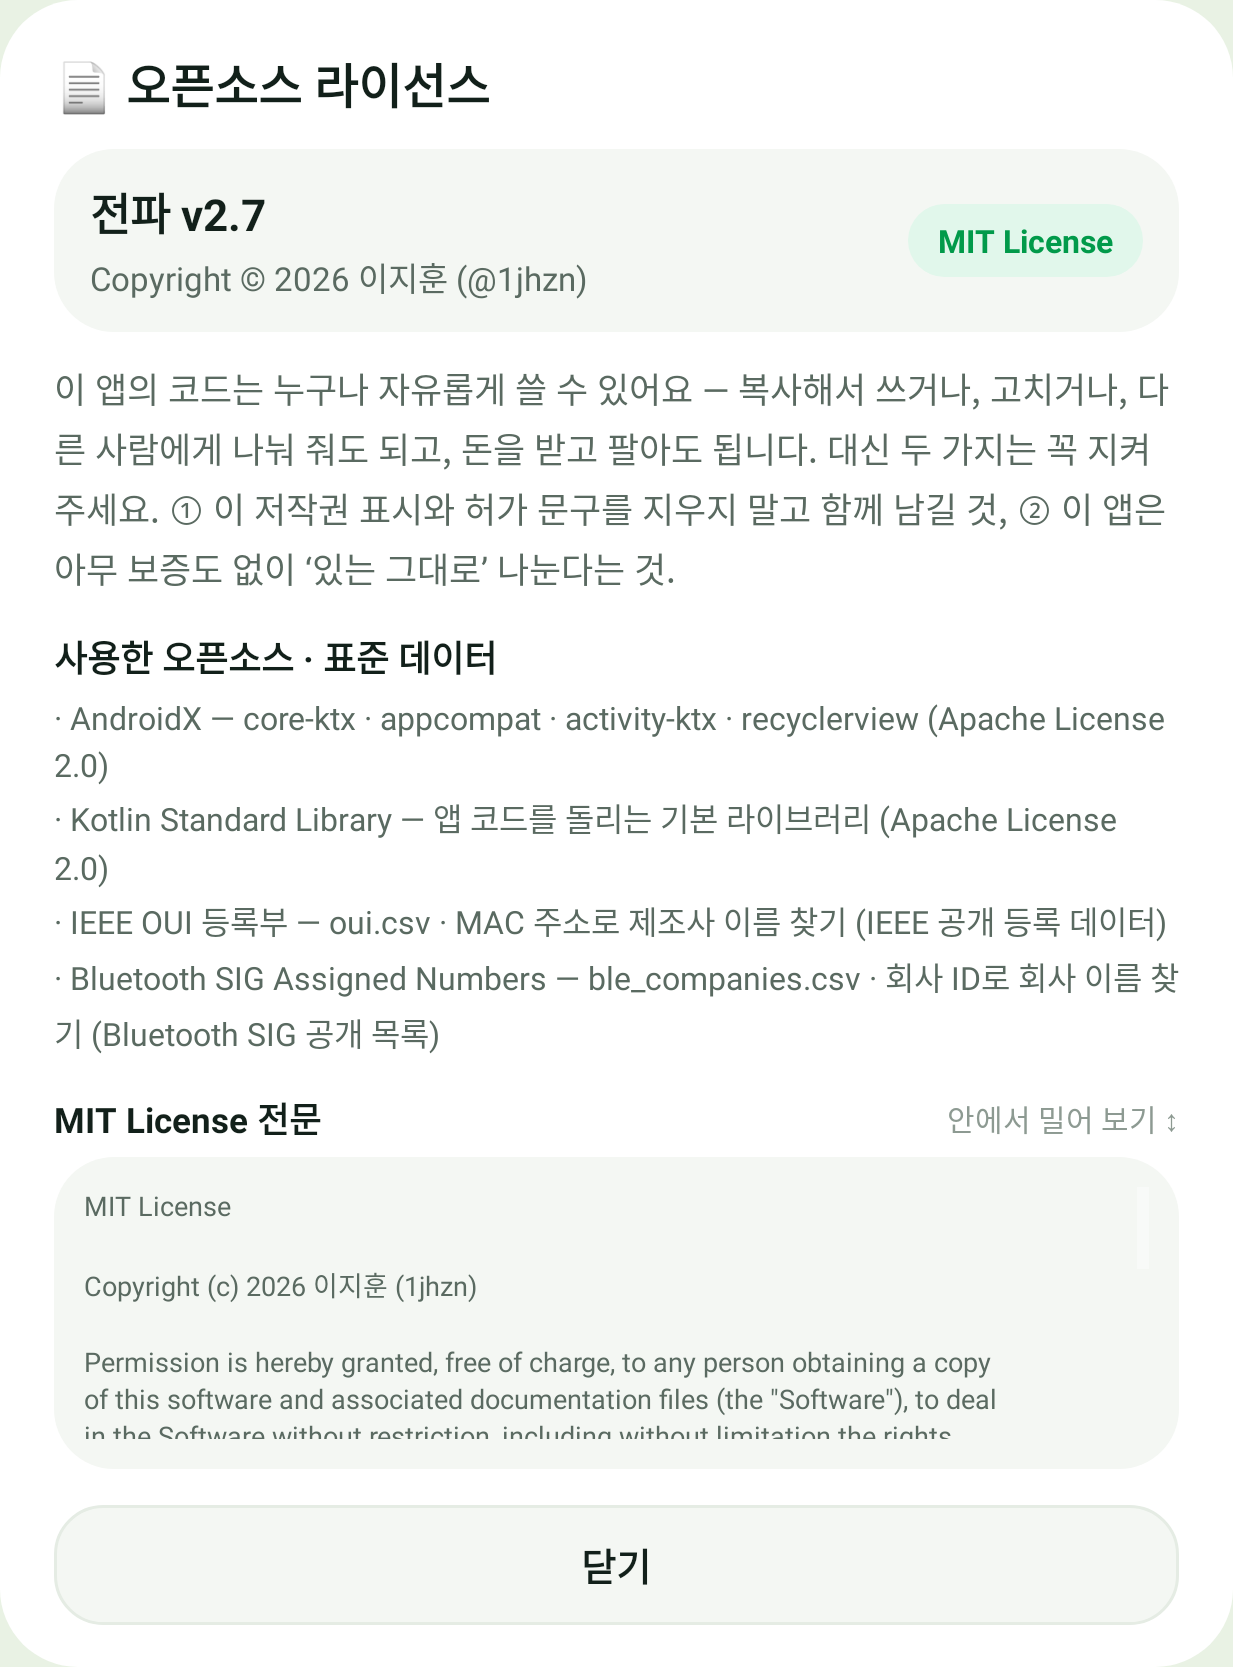 오픈소스 라이선스
전파 v2.7
MIT License
Copyright © 2026 이지훈 (@1jhzn)
이 앱의 코드는 누구나 자유롭게 쓸 수 있어요 — 복사해서 쓰거나, 고치거나, 다
른 사람에게 나눠 줘도 되고, 돈을 받고 팔아도 됩니다. 대신 두 가지는 꼭 지켜
주세요. ① 이 저작권 표시와 허가 문구를 지우지 말고 함께 남길 것, ② 이 앱은
아무 보증도 없이 ‘있는 그대로’ 나눈다는 것.
사용한 오픈소스 · 표준 데이터
· AndroidX — core-ktx · appcompat · activity-ktx · recyclerview (Apache License
2.0)
· Kotlin Standard Library — 앱 코드를 돌리는 기본 라이브러리 (Apache License
2.0)
· IEEE OUI 등록부 — oui.csv · MAC 주소로 제조사 이름 찾기 (IEEE 공개 등록 데이터)
· Bluetooth SIG Assigned Numbers — ble_companies.csv · 회사 ID로 회사 이름 찾
기 (Bluetooth SIG 공개 목록)
MIT License 전문
안에서 밀어 보기 ↕
MIT License
Copyright (c) 2026 이지훈 (1jhzn)
Permission is hereby granted, free of charge, to any person obtaining a copy
of this software and associated documentation files (the "Software"), to deal
in the Software without restriction, including without limitation the rights
닫기